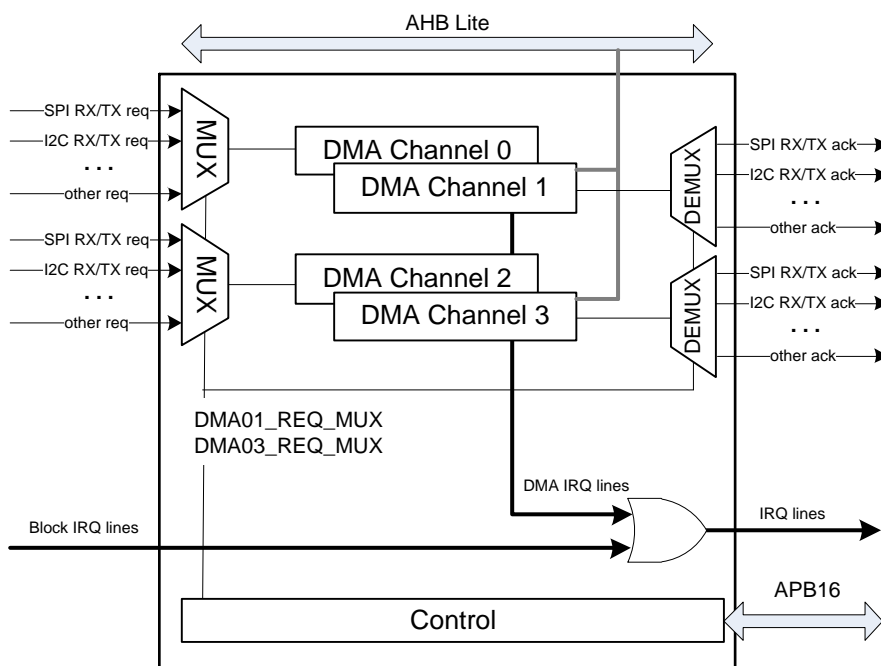 AHB Lite
SPI RX/TX req
I2C RX/TX req
. . .
other req
MUX
DMA Channel 0
DMA Channel 1
DEMUX
SPI RX/TX ack
I2C RX/TX ack
. . .
other ack
SPI RX/TX req
I2C RX/TX req
. . .
other req
MUX
DMA Channel 2
DMA Channel 3
DEMUX
SPI RX/TX ack
I2C RX/TX ack
. . .
other ack
DMA01_REQ_MUX
DMA03_REQ_MUX
DMA IRQ lines
Block IRQ lines
IRQ lines
Control
APB16